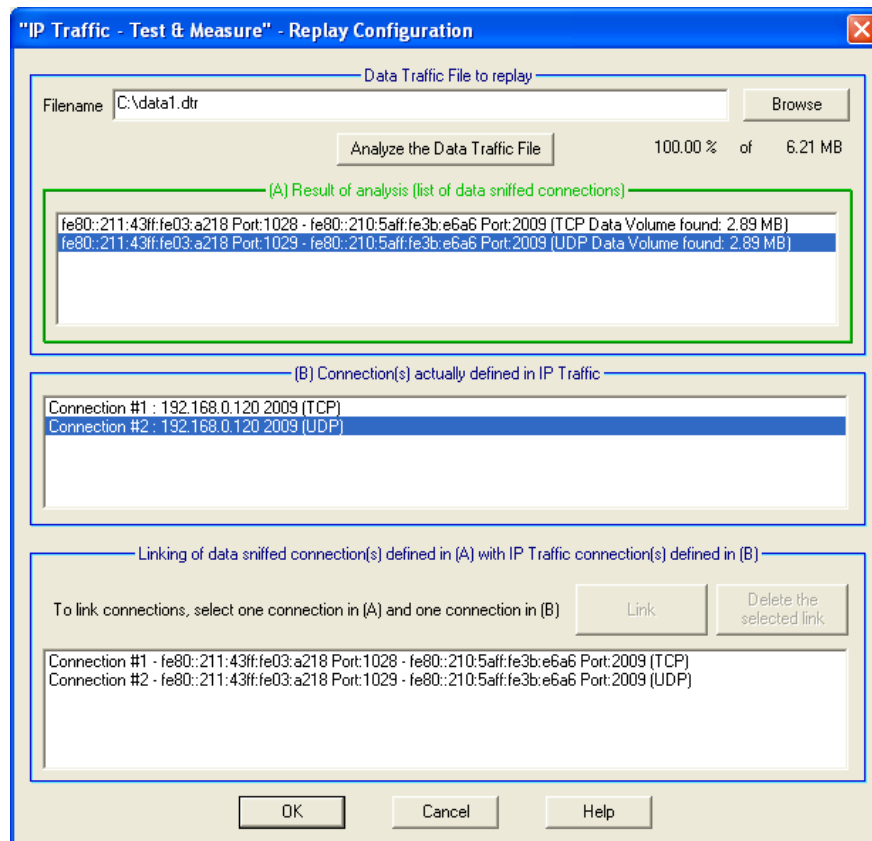 "IP Traffic - Test & Measure" - Replay Configuration
Data Traffic File to replay
Filename C:\data1.dtr Browse
Analyze the Data Traffic File 100.00 % of 6.21 MB
(A) Result of analysis (list of data sniffed connections)
fe80::211:43ff:fe03:a218 Port:1028 - fe80::210:5aff:fe3b:e6a6 Port:2009 (TCP Data Volume found: 2.89 MB)
fe80::211:43ff:fe03:a218 Port:1029 - fe80::210:5aff:fe3b:e6a6 Port:2009 (UDP Data Volume found: 2.89 MB)
(B) Connection(s) actually defined in IP Traffic
Connection #1 : 192.168.0.120 2009 (TCP)
Connection #2 : 192.168.0.120 2009 (UDP)
Linking of data sniffed connection(s) defined in (A) with IP Traffic connection(s) defined in (B)
To link connections, select one connection in (A) and one connection in (B)
Link
Delete the
selected link
Connection #1 - fe80::211:43ff:fe03:a218 Port:1028 - fe80::210:5aff:fe3b:e6a6 Port:2009 (TCP)
Connection #2 - fe80::211:43ff:fe03:a218 Port:1029 - fe80::210:5aff:fe3b:e6a6 Port:2009 (UDP)
OK Cancel Help